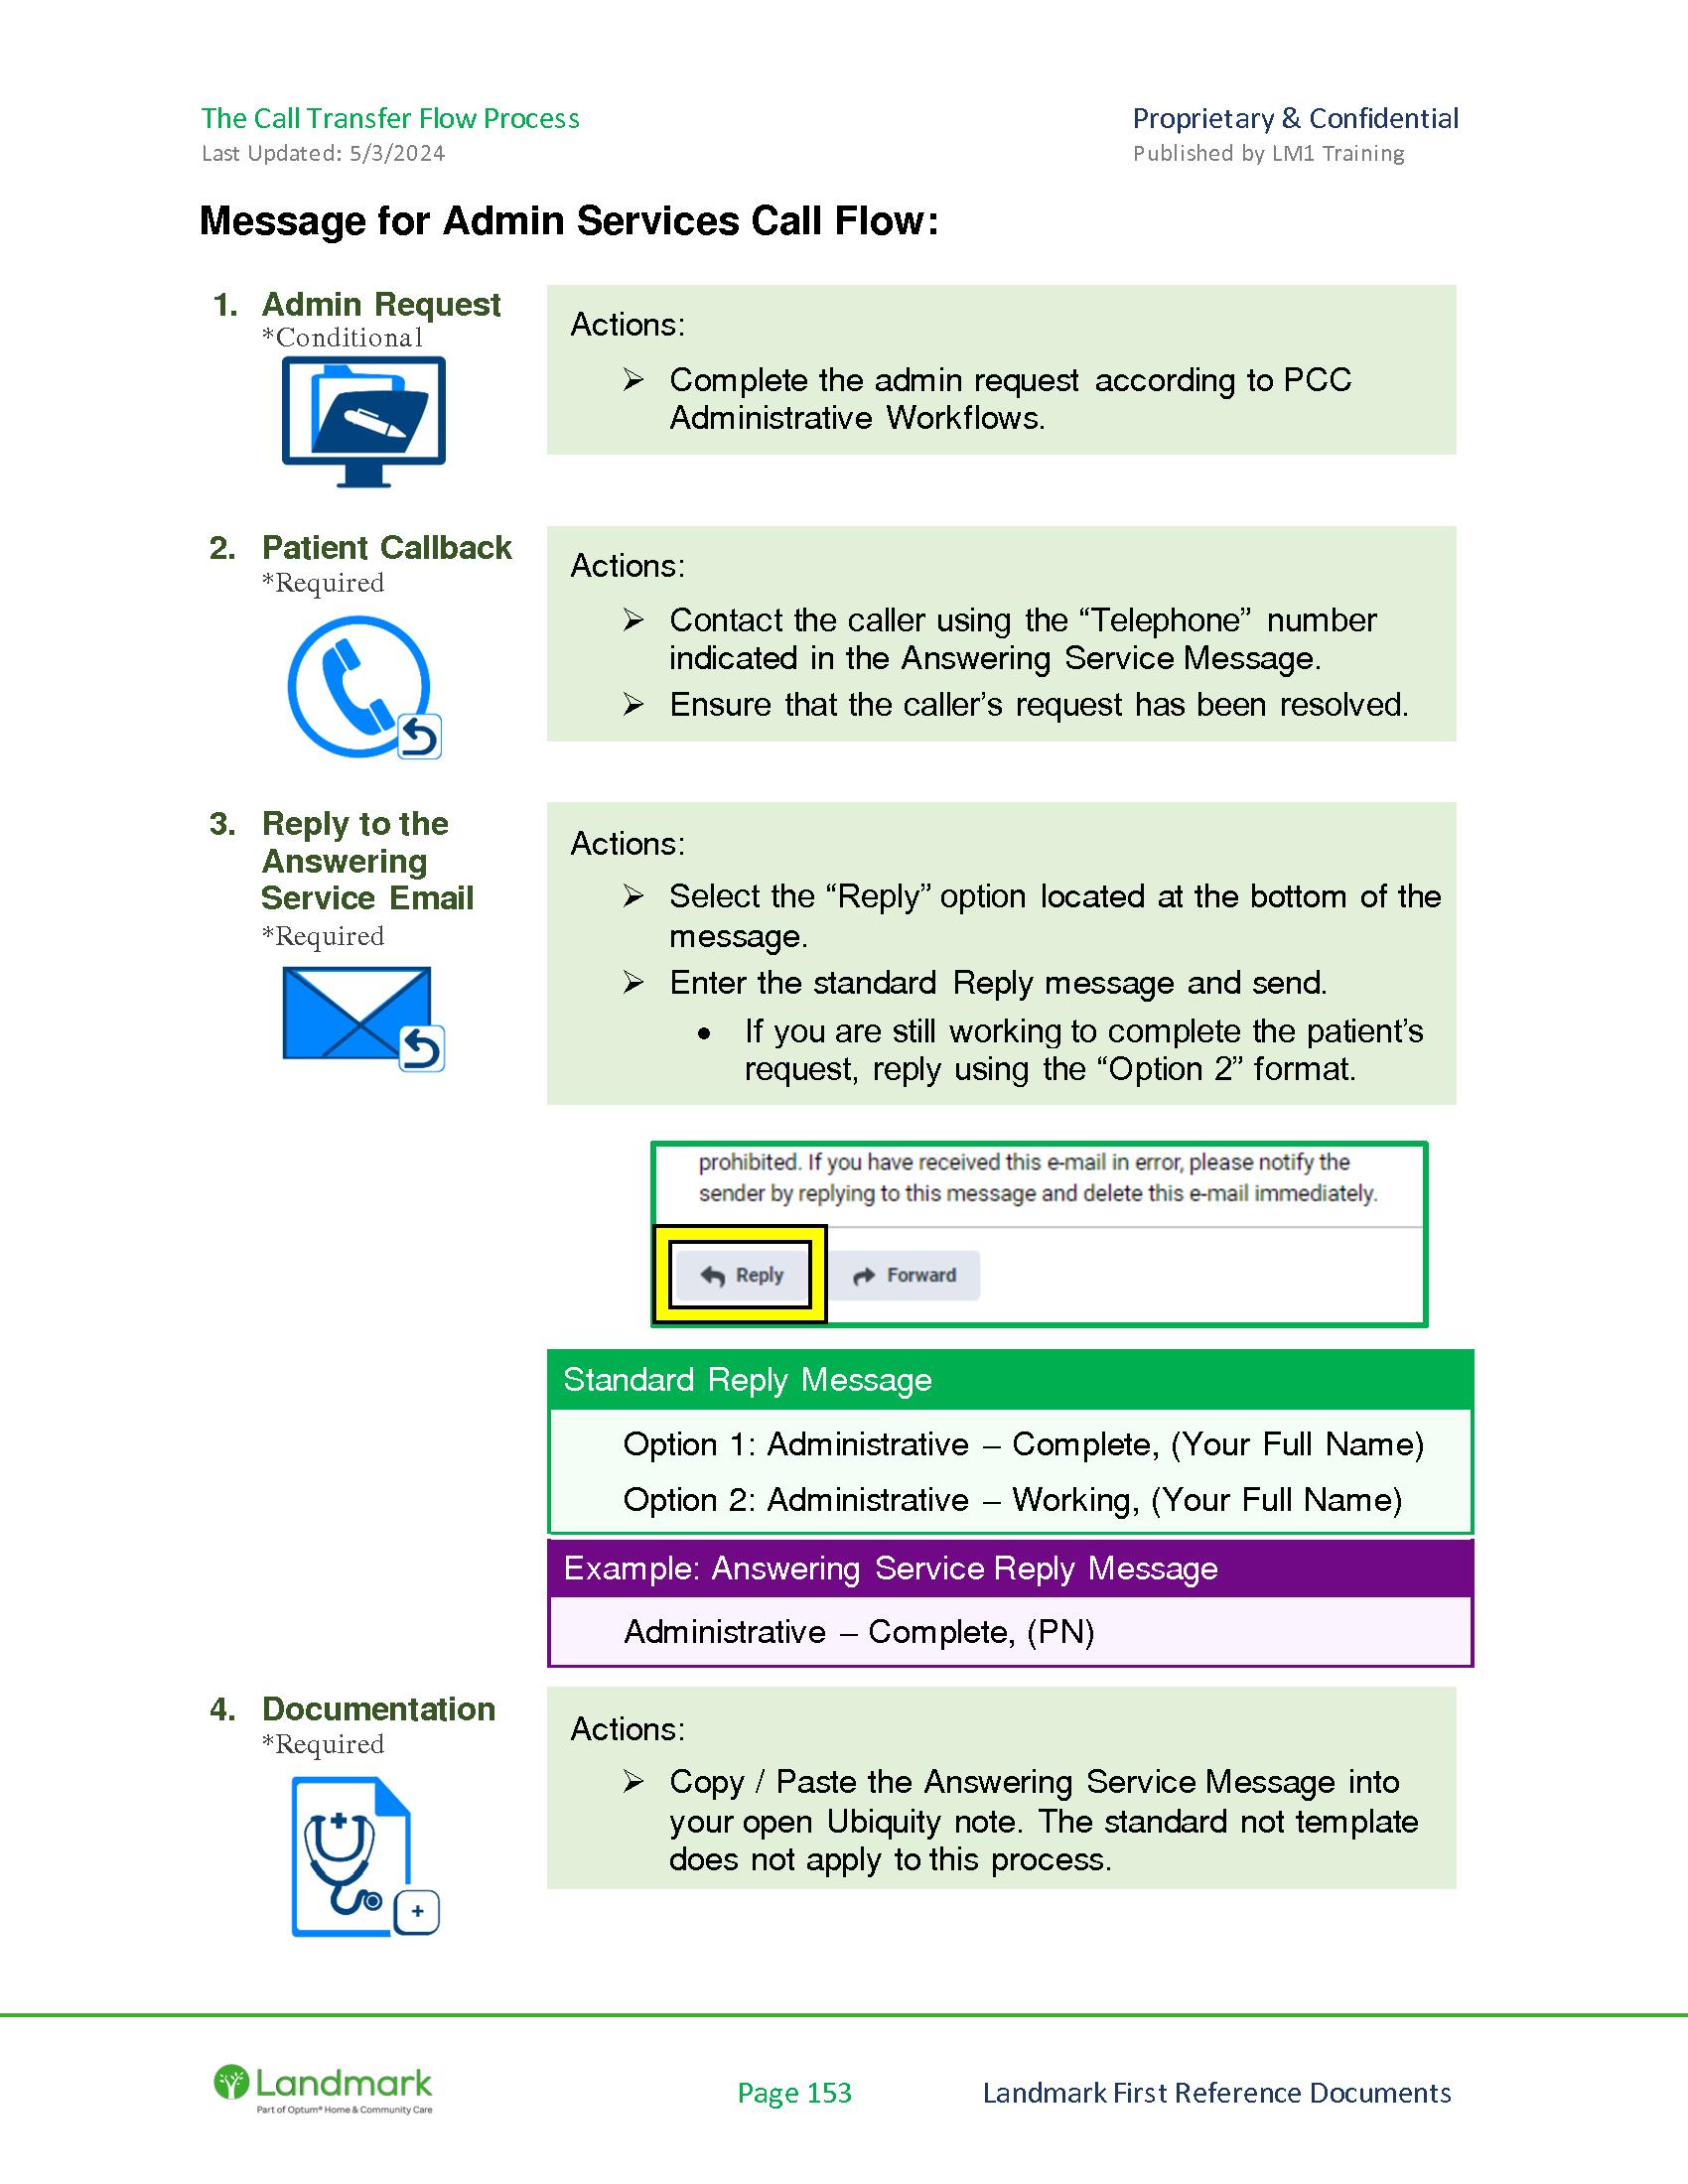 The Call Transfer Flow Process
Proprietary & Confidential
Last Updated: 5/3/2024
Published by LM1 Training
Message for Admin Services Call Flow:
1. Admin Request
*Conditional
Actions:
➢ Complete the admin request according to PCC
Administrative Workflows.
2. Patient Callback
*Required
Actions:
➢ Contact the caller using the “Telephone” number
indicated in the Answering Service Message.
➢ Ensure that the caller’s request has been resolved.
3. Reply to the
Answering
Service Email
*Required
Actions:
➢ Select the “Reply” option located at the bottom of the
message.
➢ Enter the standard Reply message and send.
• If you are still working to complete the patient’s
request, reply using the “Option 2” format.
prohibited. If you have received this e-mail in error, please notify the
sender by replying to this message and delete this e-mail immediately.
Reply
Forward
Standard Reply Message
Option 1: Administrative – Complete, (Your Full Name)
Option 2: Administrative – Working, (Your Full Name)
Example: Answering Service Reply Message
Administrative – Complete, (PN)
4. Documentation
*Required
Actions:
➢ Copy / Paste the Answering Service Message into
your open Ubiquity note. The standard not template
does not apply to this process.
Landmark
Part of Optum® Home & Community Care
Page 153
Landmark First Reference Documents